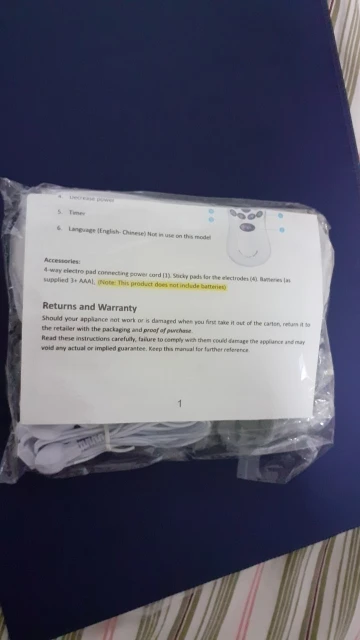 5. Timer
6. Language (English- Chinese) Not in use on this model
Accessories:
4-way electro pad connecting power cord (1). Sticky pads for the electrodes (4). Batteries (as
supplied 3× AAA), (Note: This product does not include batteries)
Returns and Warranty
Should your appliance not work or is damaged when you first take it out of the carton, return it to
the retailer with the packaging and proof of purchase.
Read these instructions carefully, failure to comply with them could damage the appliance and may
void any actual or implied guarantee. Keep this manual for further reference.
1